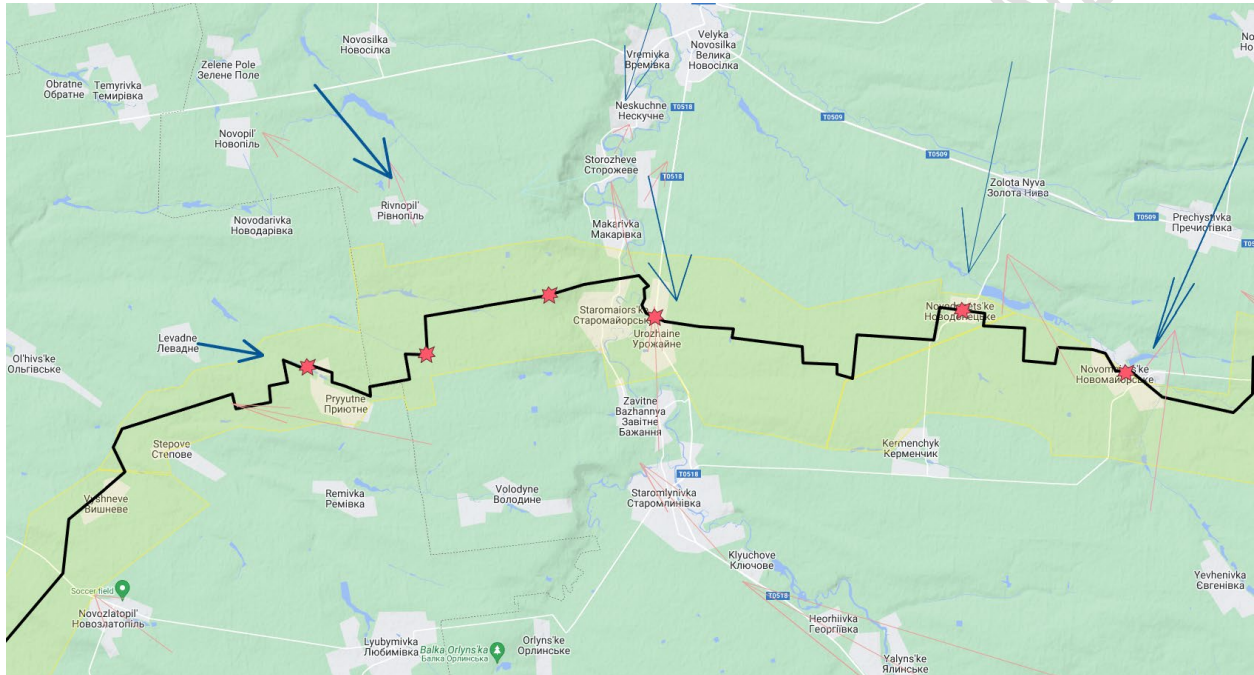 Novosilka
Новосілка
Zelene Pole
Зелене Поле
Obratne
Обратне
Temyrivka
Темирівка
Novopil'
Новопіль
Vremivka
Времівка
Velyka
Novosilka
Велика
Новосілка
Neskuchne
Нескучне
T0518
T0509
Storozheve
Сторожеве
T0518
T0509
Zolota Nyva
Золота Нива
Rivnopil'
Рівнопіль
Novodarivka
Новодарівка
Makarivka
Макарівка
Prechystivka
Пречистівка
T0509
Staromaiors'ke
Старомайорське
Urozhaine
Урожайне
Новодонецьке
Levadne
Левадне
Ol'hivs'ke
Ольгівське
Pryyutne
Приютне
Новомайорське
Zavitne
Bazhannya
Завітне
Бажання
Stepove
Степове
Kermenchyk
Керменчик
T0518
Vyshneve
Вишневе
Remivka
Ремівка
Volodyne
Володине
Staromlynivka
Старомлинівка
Klyuchove
Ключове
Yevhenivka
Євгенівка
Soccer field
Novozlatopil'
Новозлатопіль
T0518
Heorhiivka
Георгіївка
Lyubymivka
Любимівка
Balka Orlyns'ka
Балка Орлинська
Orlyns'ke
Орлинське
Yalyns'ke
Ялинське